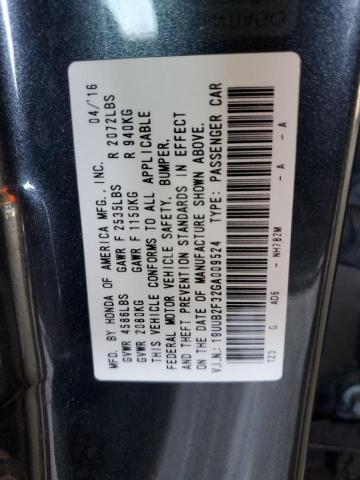 MFD. BY HONDA OF AMERICA MFG., INC. 04/16
GVWR 4586LBS GAWR F 2535LBS R 2072LBS
GVWR 2080KG GAWR F 1150KG R 940KG
THIS VEHICLE CONFORMS TO ALL APPLICABLE
FEDERAL MOTOR VEHICLE SAFETY, BUMPER,
AND THEFT PREVENTION STANDARDS IN EFFECT
ON THE DATE OF MANUFACTURE SHOWN ABOVE.
V.I.N.: 19UUB2F32GA009524 TYPE: PASSENGER CAR
TZ3 G AD6 - NH782M - A - A